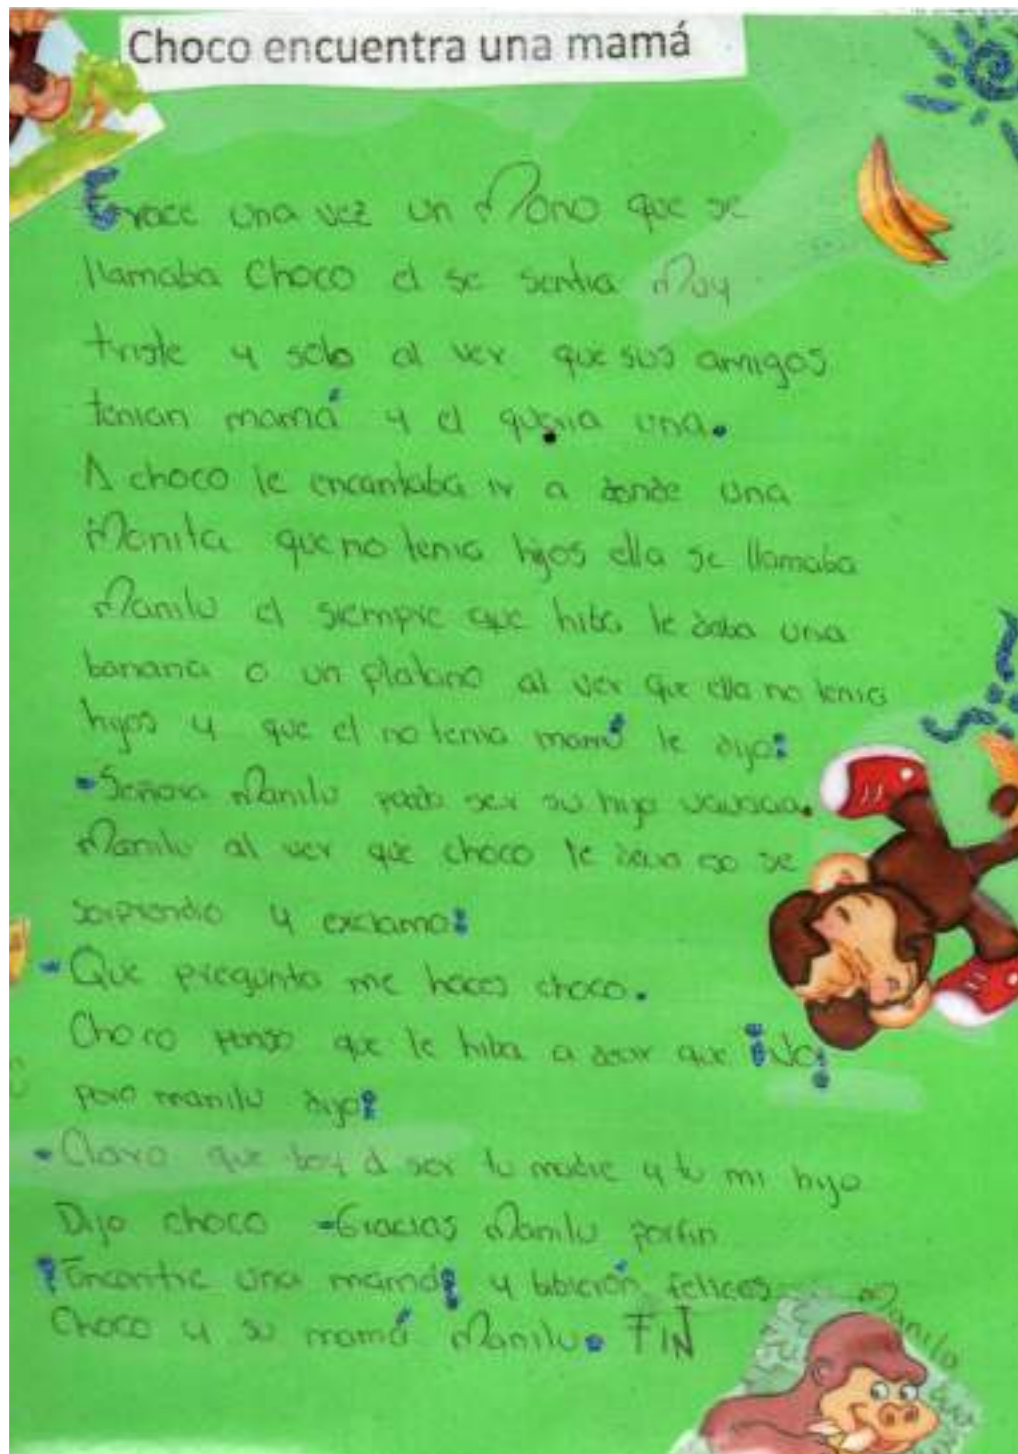 Choco encuentra una mamá
Erace una vez un Mono que se
llamaba Choco el se sentia Muy
triste y solo al ver que sus amigos
tenian mamá y el queria una.
A choco le encantaba ir a donde una
Monita que no tenia hijos ella se llamaba
Manilu el siempre que hiba le daba una
banana o un platano al ver que ella no tenia
hijos y que el no tenia mamá le dijo:
-Señora Manilu puedo ser su hijo
Manilu al ver que choco le eso se
sorprendio y exclamo:
-Que pregunta me haces choco.
Choco penso que le hiba a decir que ¡No!
pero manilu dijo:
-Claro que boy a ser tu madre y tu mi hijo
Dijo choco -Gracias Manilu porfin
¡Encontre una mamá! y bibieron felices
Choco y su mamá Manilu. FIN
Manilu